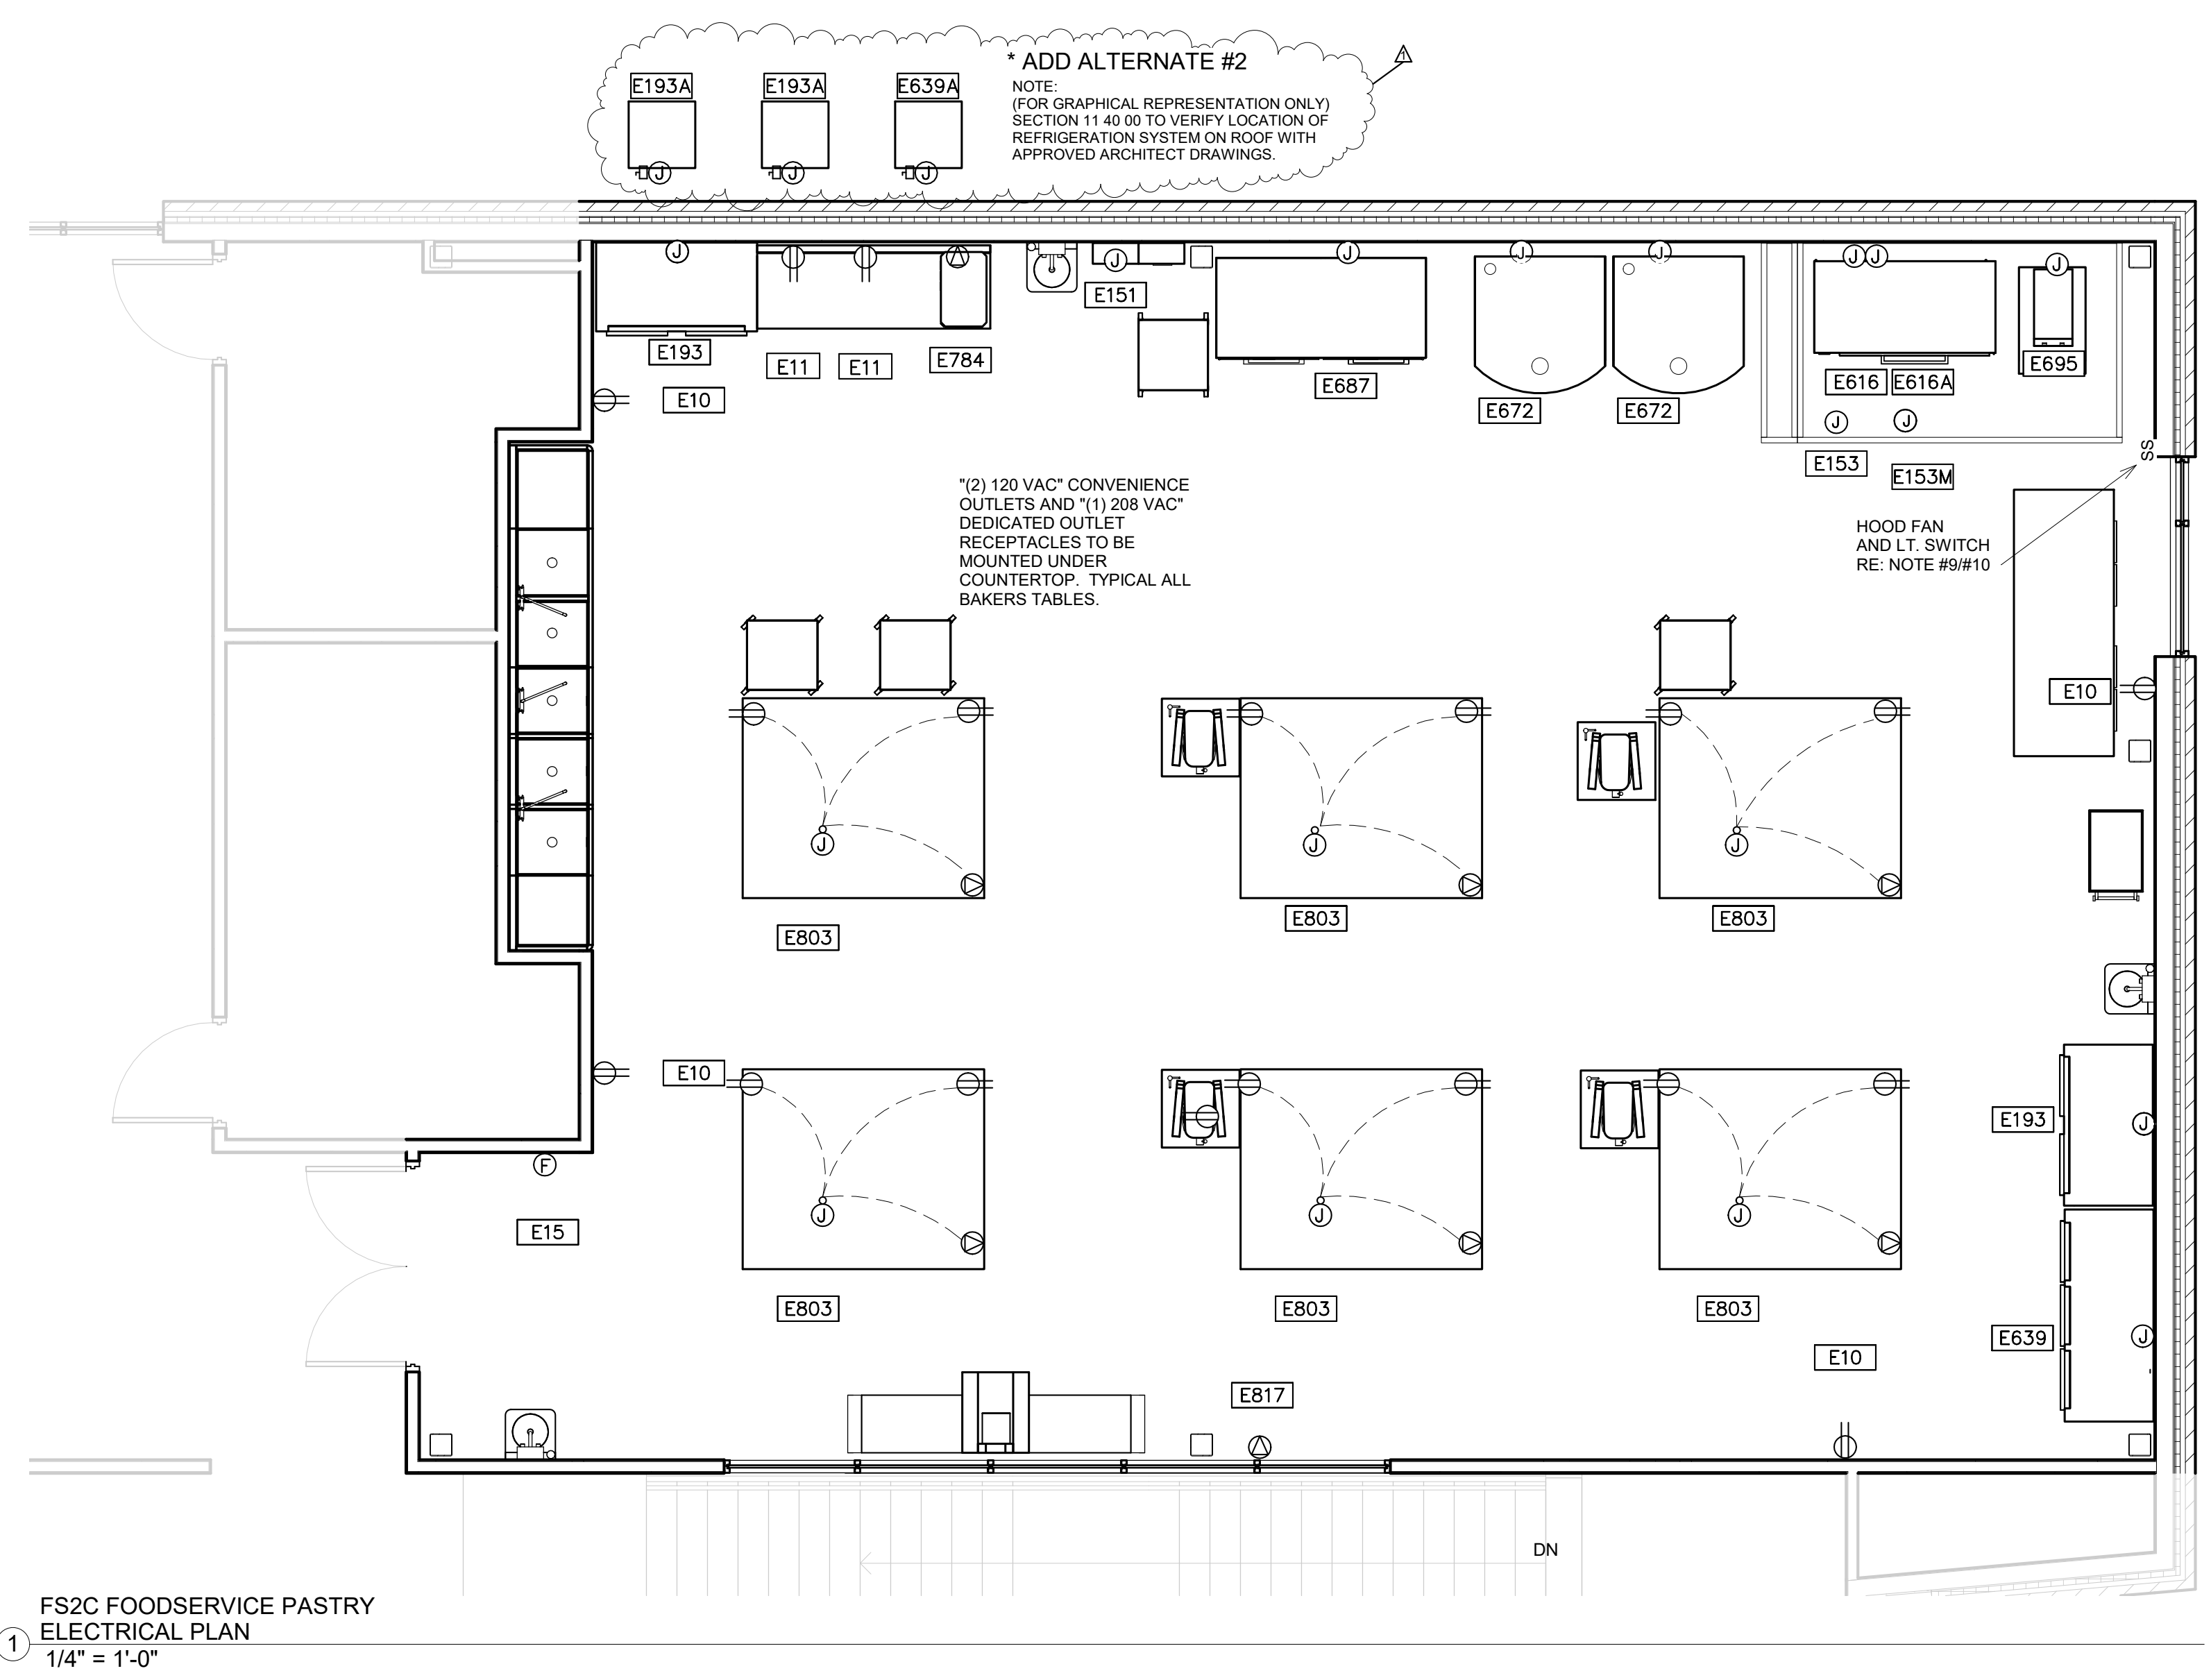 * ADD ALTERNATE #2
1
E193A
E193A
E639A
NOTE:
(FOR GRAPHICAL REPRESENTATION ONLY)
SECTION 11 40 00 TO VERIFY LOCATION OF
REFRIGERATION SYSTEM ON ROOF WITH
APPROVED ARCHITECT DRAWINGS.
J
J
J
J
J
J
J
J
J
J
J
E151
E193
E11
E11
E784
E687
E616
E616A
E695
E10
E672
E672
J
J
SS
E153
E153M
"(2) 120 VAC" CONVENIENCE
OUTLETS AND "(1) 208 VAC"
DEDICATED OUTLET
RECEPTACLES TO BE
MOUNTED UNDER
COUNTERTOP.  TYPICAL ALL
BAKERS TABLES.
HOOD FAN
AND LT. SWITCH
RE: NOTE #9/#10
E10
J
J
J
E803
E803
E803
E10
E193
J
F
J
J
J
E15
E803
E803
E803
E639
J
E10
E817
DN
FS2C FOODSERVICE PASTRY
ELECTRICAL PLAN
1
1/4" = 1'-0"